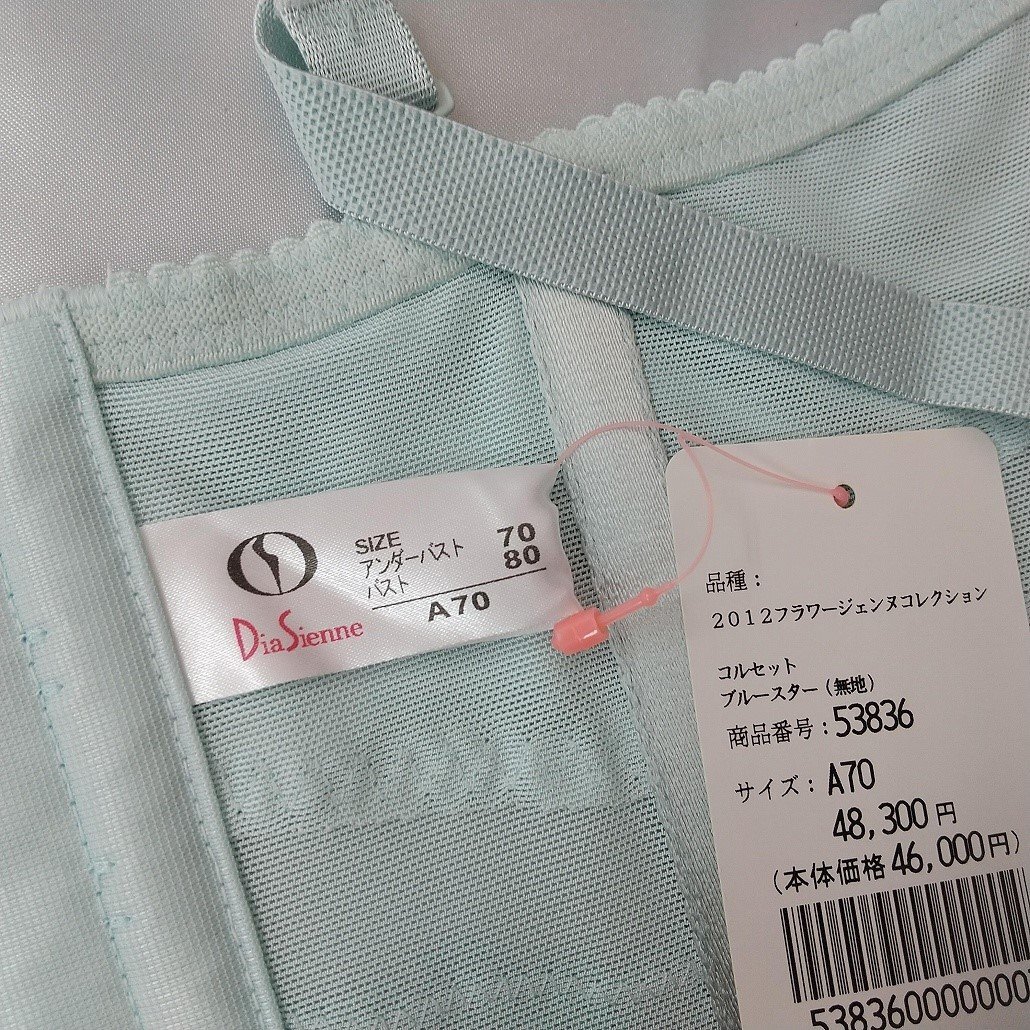 SIZE
アンダーバスト 70
バスト 80
A70
DiaSienne
品種：
2012フラワージェンヌコレクション
コルセット
ブルースター（無地）
商品番号：53836
サイズ：A70
48,300円
（本体価格46,000円）
538360000000